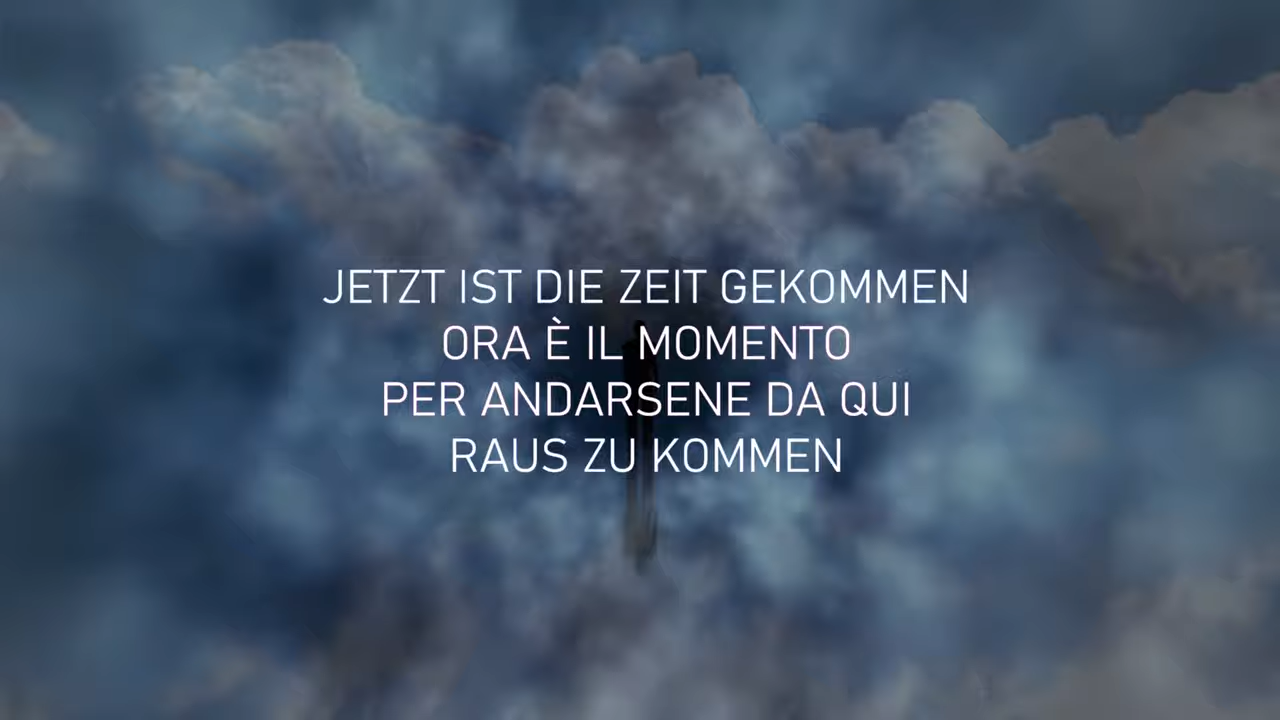 JETZT IST DIE ZEIT GEKOMMEN
ORA È IL MOMENTO
PER ANDARSENE DA QUI
RAUS ZU KOMMEN